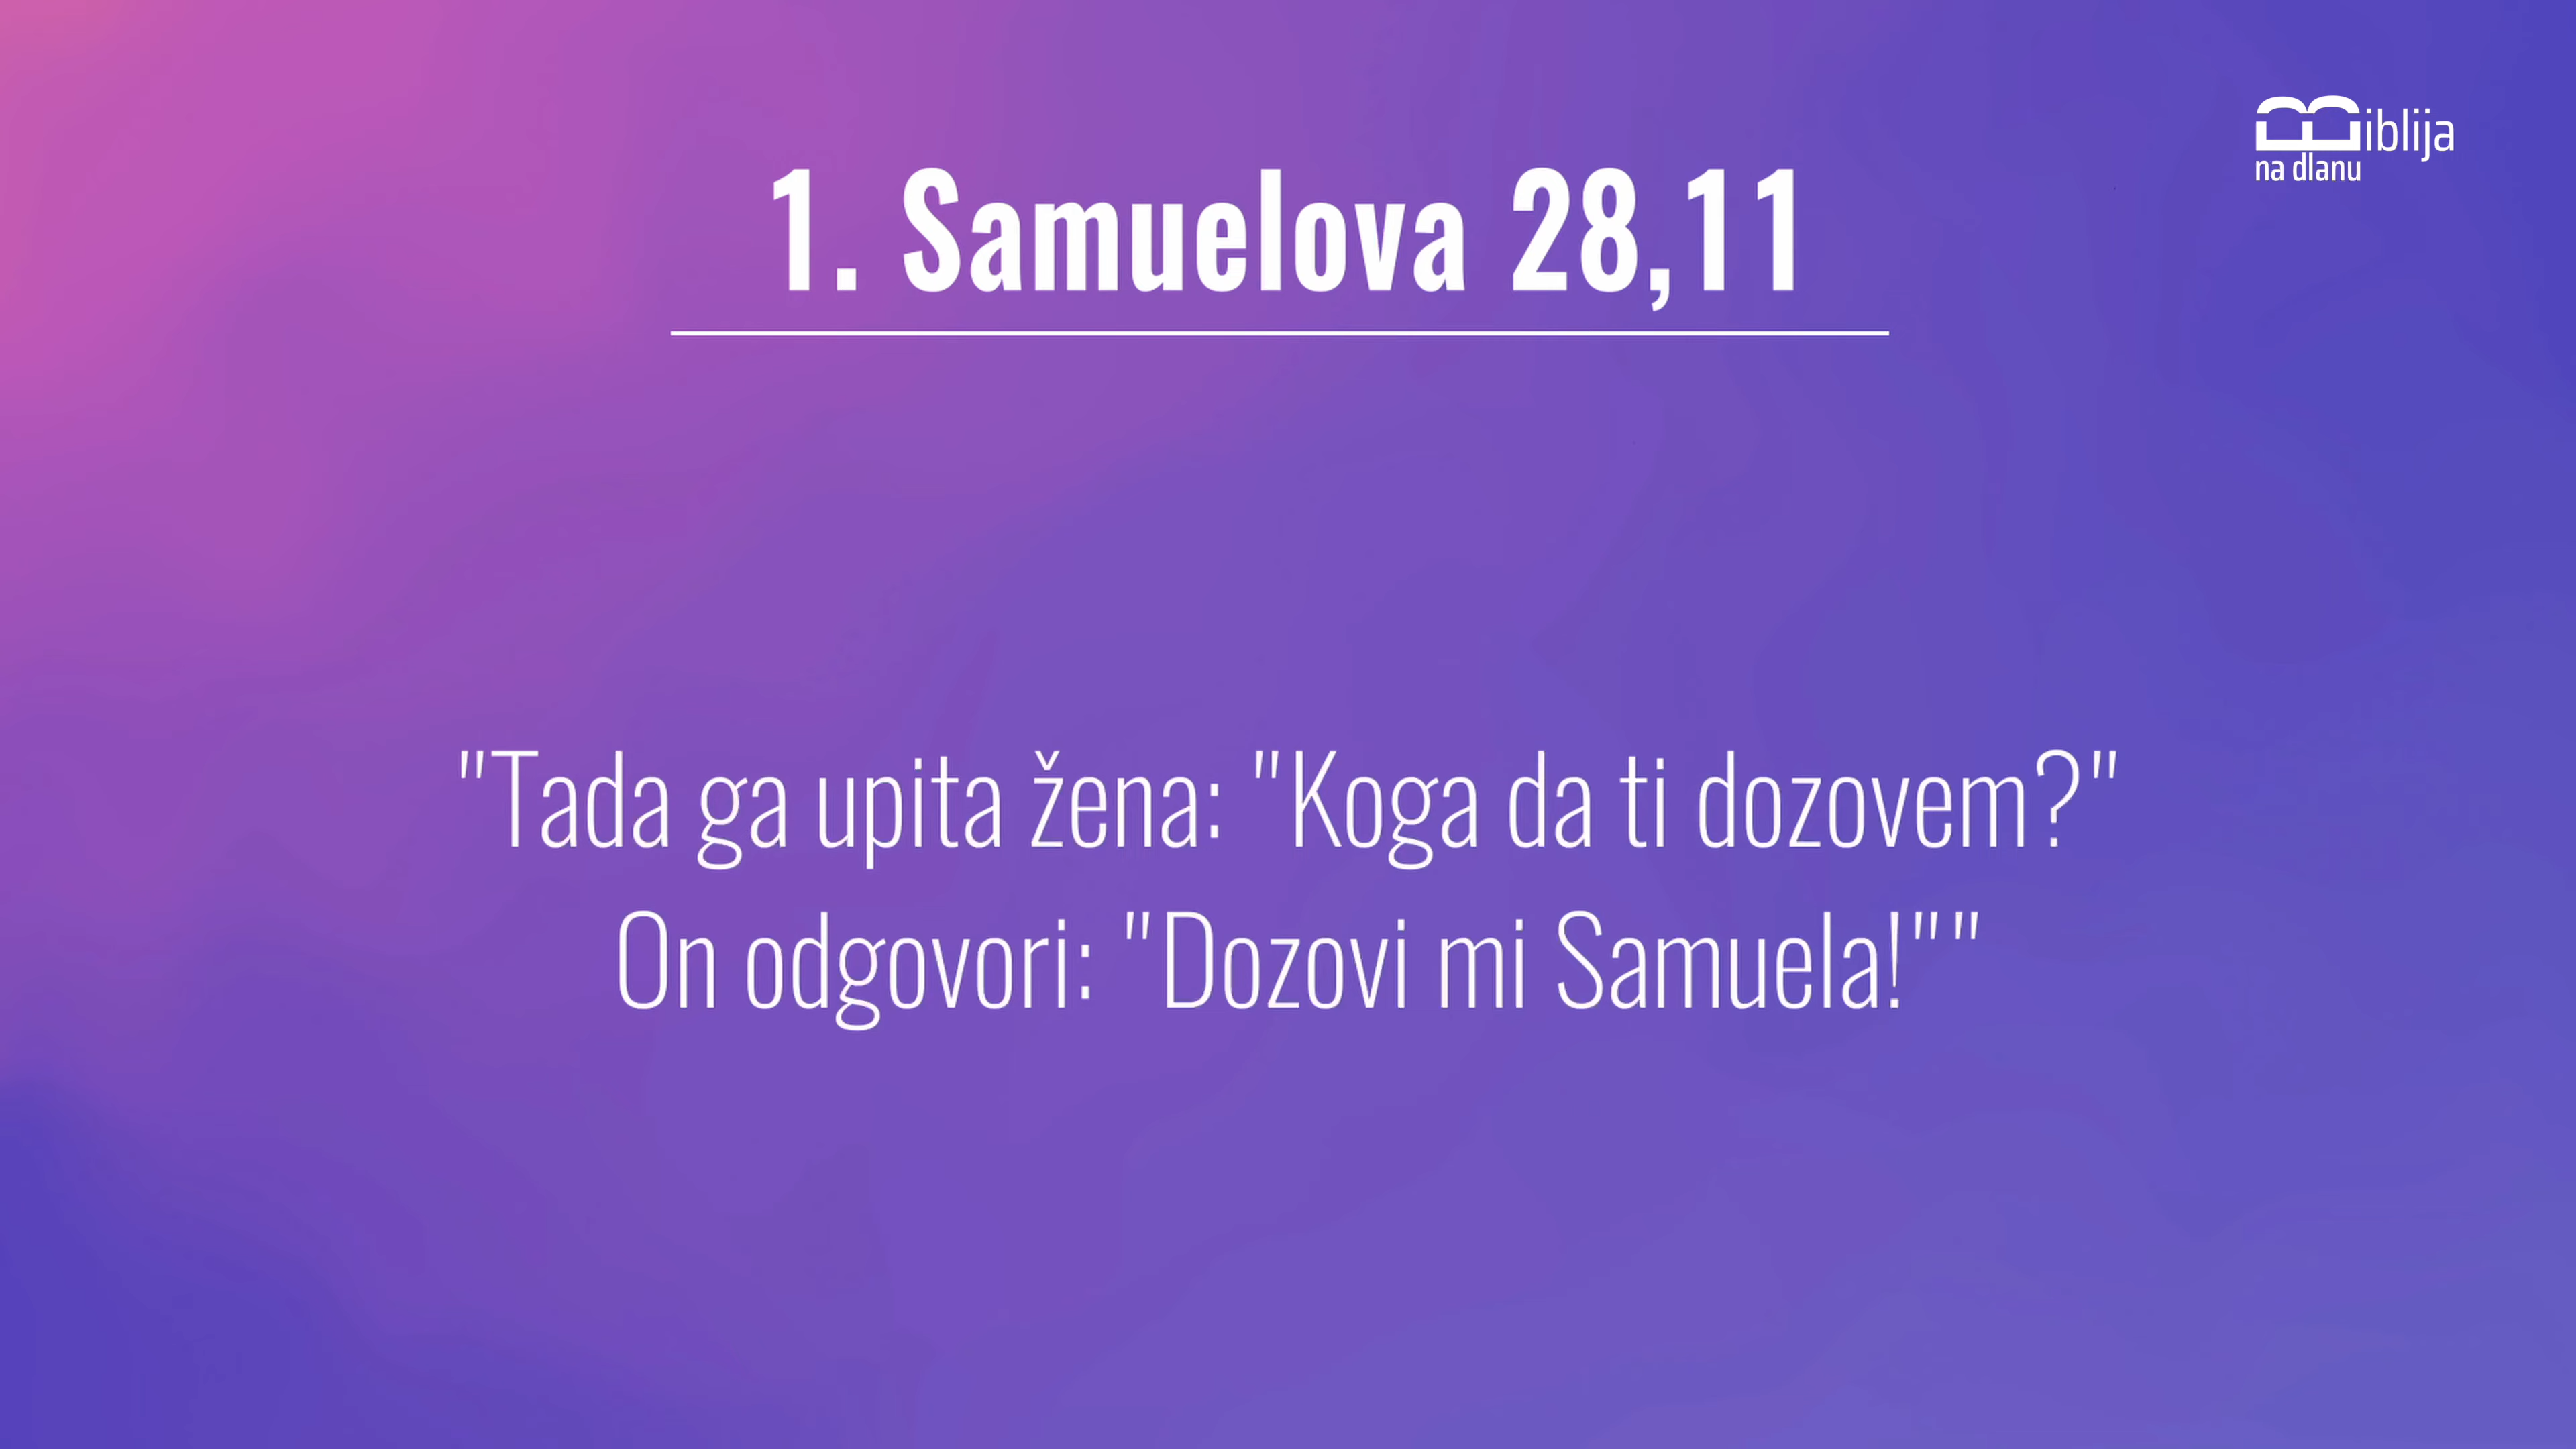 Biblija
na dlanu
1. Samuelova 28,11
"Tada ga upita žena: "Koga da ti dozovem?"
On odgovori: "Dozovi mi Samuela!""